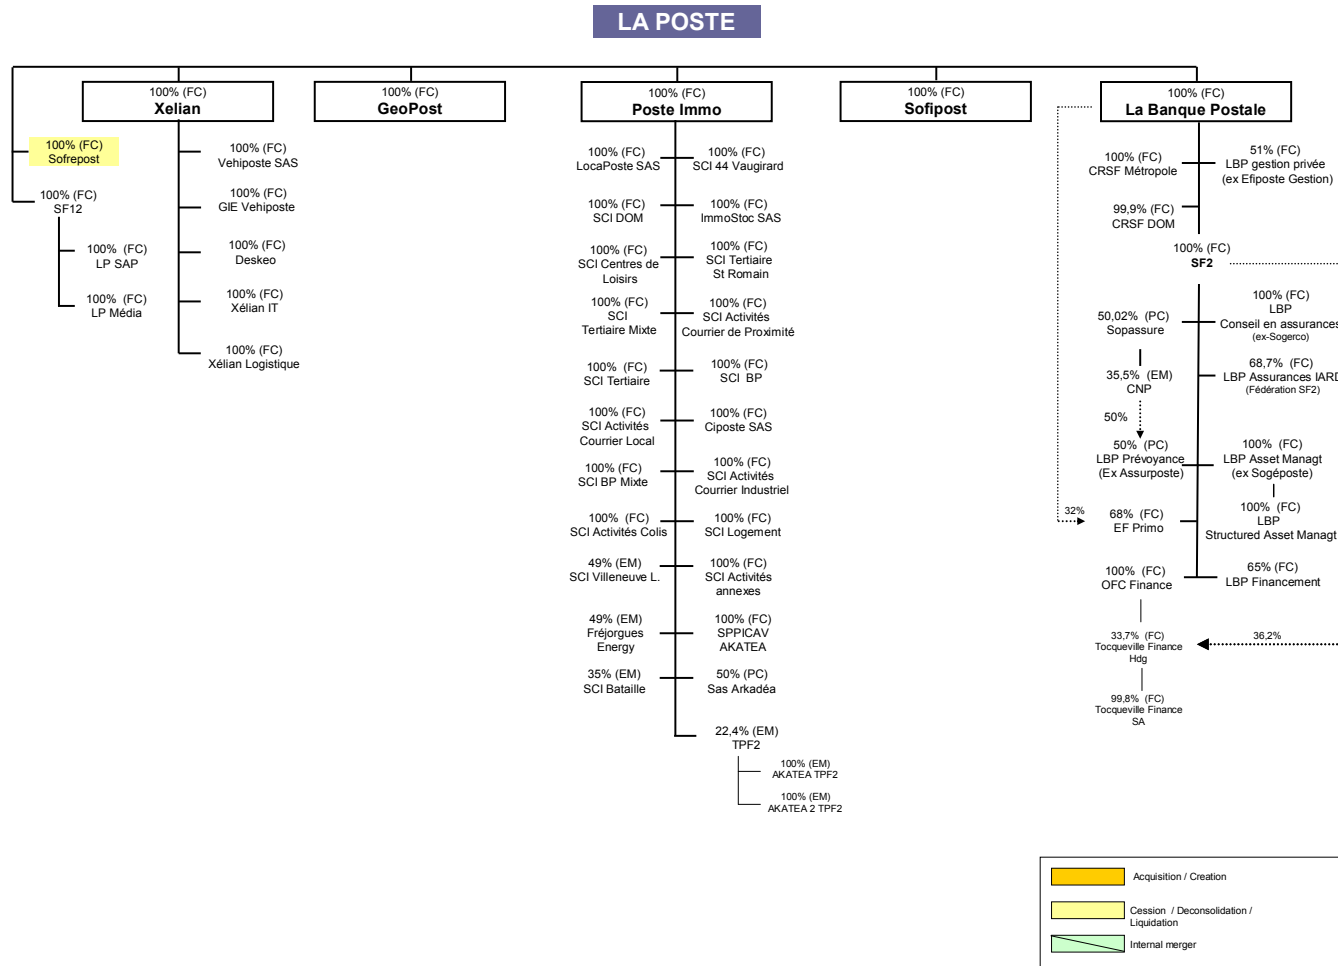 LA POSTE
100% (FC)
Xelian
100% (FC)
GeoPost
100% (FC)
Poste Immo
100% (FC)
Sofipost
100% (FC)
La Banque Postale
100% (FC)
Sofrepost
100% (FC)
SF12
100% (FC)
LP SAP
100% (FC)
LP Média
100% (FC)
Vehiposte SAS
100% (FC)
GIE Vehiposte
100% (FC)
Deskeo
100% (FC)
Xélian IT
100% (FC)
Xélian Logistique
100% (FC)
LocaPoste SAS
100% (FC)
SCI 44 Vaugirard
100% (FC)
SCI DOM
100% (FC)
ImmoStoc SAS
100% (FC)
SCI Centres de
Loisirs
100% (FC)
SCI Tertiaire
St Romain
100% (FC)
SCI
Tertiaire Mixte
100% (FC)
SCI Activités
Courrier de Proximité
100% (FC)
SCI Tertiaire
100% (FC)
SCI BP
100% (FC)
SCI Activités
Courrier Local
100% (FC)
Ciposte SAS
100% (FC)
SCI BP Mixte
100% (FC)
SCI Activités
Courrier Industriel
100% (FC)
SCI Activités Colis
100% (FC)
SCI Logement
49% (EM)
SCI Villeneuve L.
100% (FC)
SCI Activités
annexes
49% (EM)
Fréjorgues
Energy
100% (FC)
SPPICAV
AKATEA
35% (EM)
SCI Bataille
50% (PC)
Sas Arkadéa
22,4% (EM)
TPF2
100% (EM)
AKATEA TPF2
100% (EM)
AKATEA 2 TPF2
100% (FC)
CRSF Métropole
51% (FC)
LBP gestion privée
(ex Efiposte Gestion)
99,9% (FC)
CRSF DOM
100% (FC)
SF2
50,02% (PC)
Sopassure
100% (FC)
LBP
Conseil en assurances
(ex-Sogerco)
35,5% (EM)
CNP
68,7% (FC)
LBP Assurances IARD
(Fédération SF2)
50%
50% (PC)
LBP Prévoyance
(Ex Assurposte)
100% (FC)
LBP Asset Managt
(ex Sogéposte)
32%
68% (FC)
EF Primo
100% (FC)
LBP
Structured Asset Managt
100% (FC)
OFC Finance
65% (FC)
LBP Financement
33,7% (FC)
Tocqueville Finance
Hdg
36,2%
99,8% (FC)
Tocqueville Finance
SA
Acquisition / Creation
Cession / Deconsolidation /
Liquidation
Internal merger